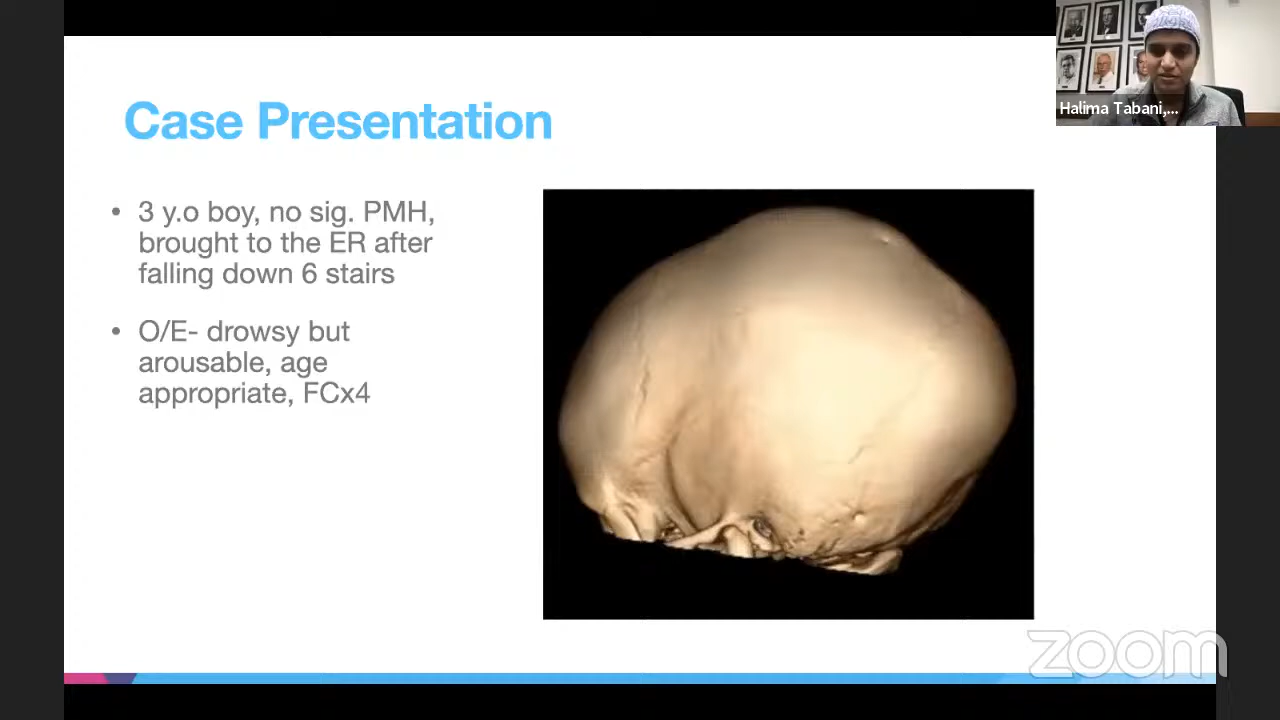 Case Presentation
• 3 y.o boy, no sig. PMH,
brought to the ER after
falling down 6 stairs
• O/E- drowsy but
arousable, age
appropriate, FCx4
Halima Tabani,...
zoom